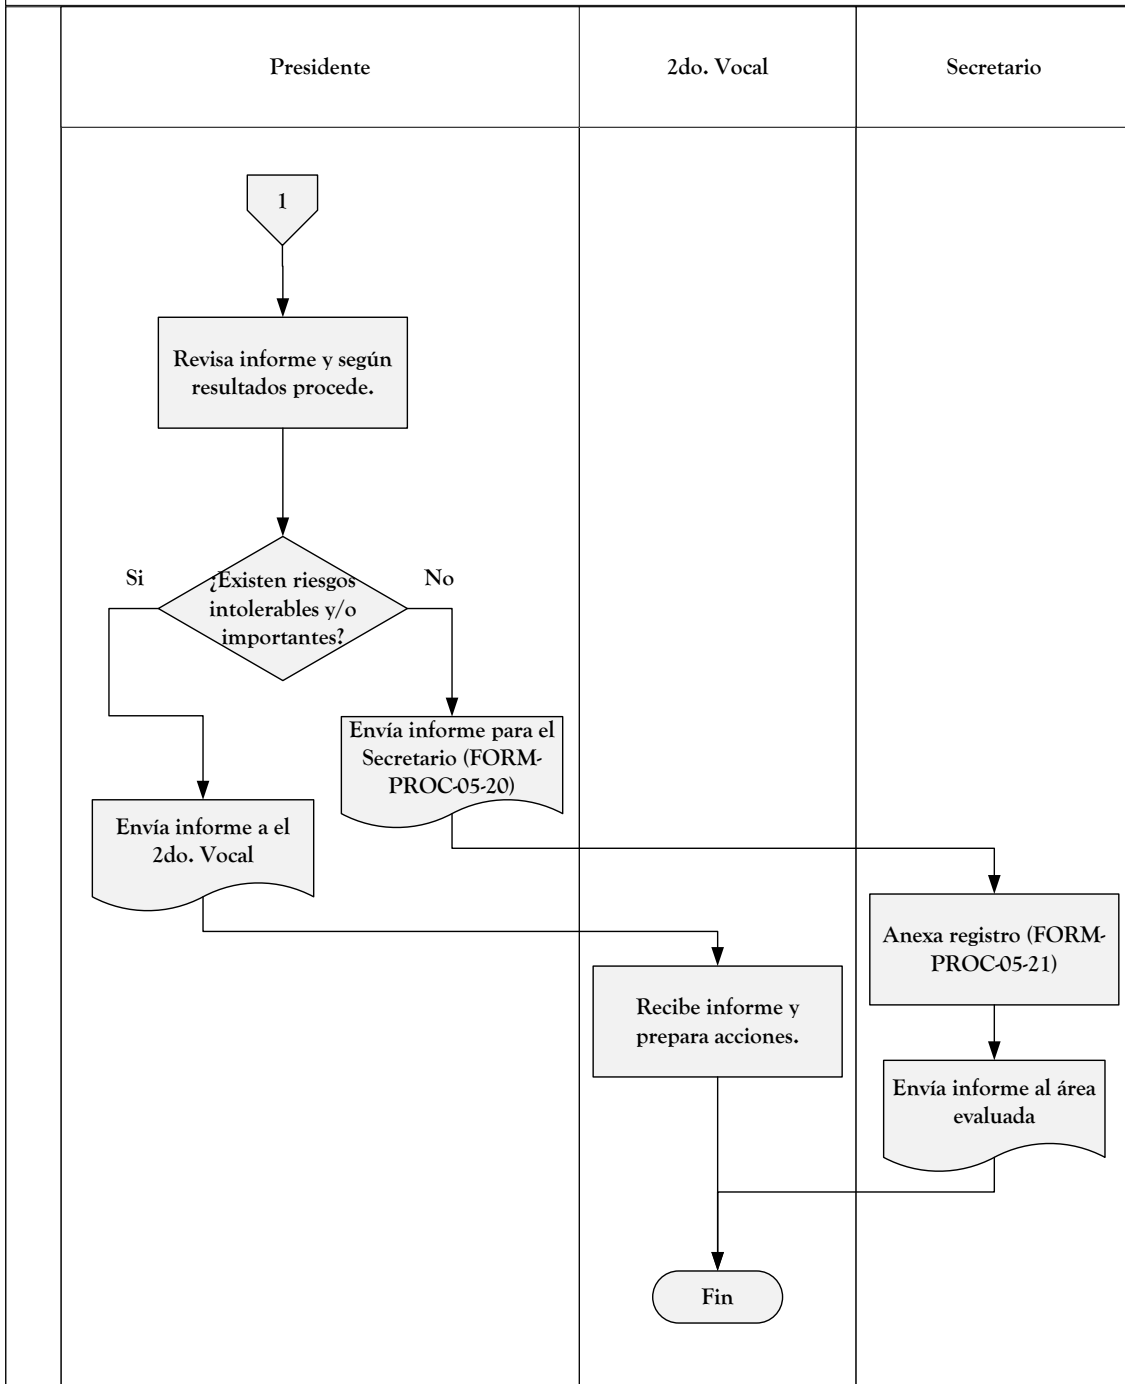 Presidente
2do. Vocal
Secretario
1
Revisa informe y según
resultados procede.
Si
¿Existen riesgos
intolerables y/o
importantes?
No
Envía informe para el
Secretario (FORM-
PROC-05-20)
Envía informe a el
2do. Vocal
Anexa registro (FORM-
PROC-05-21)
Recibe informe y
prepara acciones.
Envía informe al área
evaluada
Fin